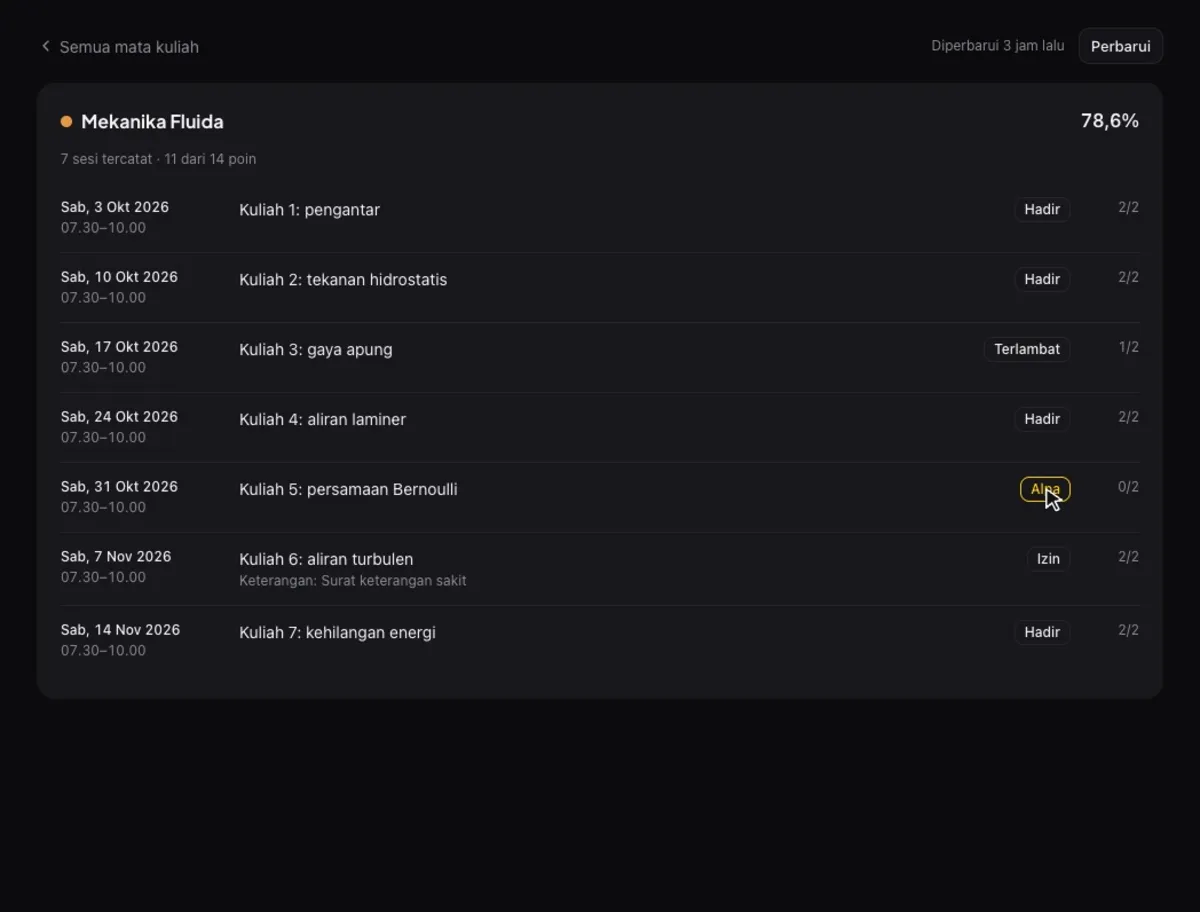 Semua mata kuliah
Diperbarui 3 jam lalu
Perbarui
Mekanika Fluida
78,6%
7 sesi tercatat · 11 dari 14 poin
Sab, 3 Okt 2026
07.30–10.00
Kuliah 1: pengantar
Hadir
2/2
Sab, 10 Okt 2026
07.30–10.00
Kuliah 2: tekanan hidrostatis
Hadir
2/2
Sab, 17 Okt 2026
07.30–10.00
Kuliah 3: gaya apung
Terlambat
1/2
Sab, 24 Okt 2026
07.30–10.00
Kuliah 4: aliran laminer
Hadir
2/2
Sab, 31 Okt 2026
07.30–10.00
Kuliah 5: persamaan Bernoulli
Alpa
0/2
Sab, 7 Nov 2026
07.30–10.00
Kuliah 6: aliran turbulen
Keterangan: Surat keterangan sakit
Izin
2/2
Sab, 14 Nov 2026
07.30–10.00
Kuliah 7: kehilangan energi
Hadir
2/2